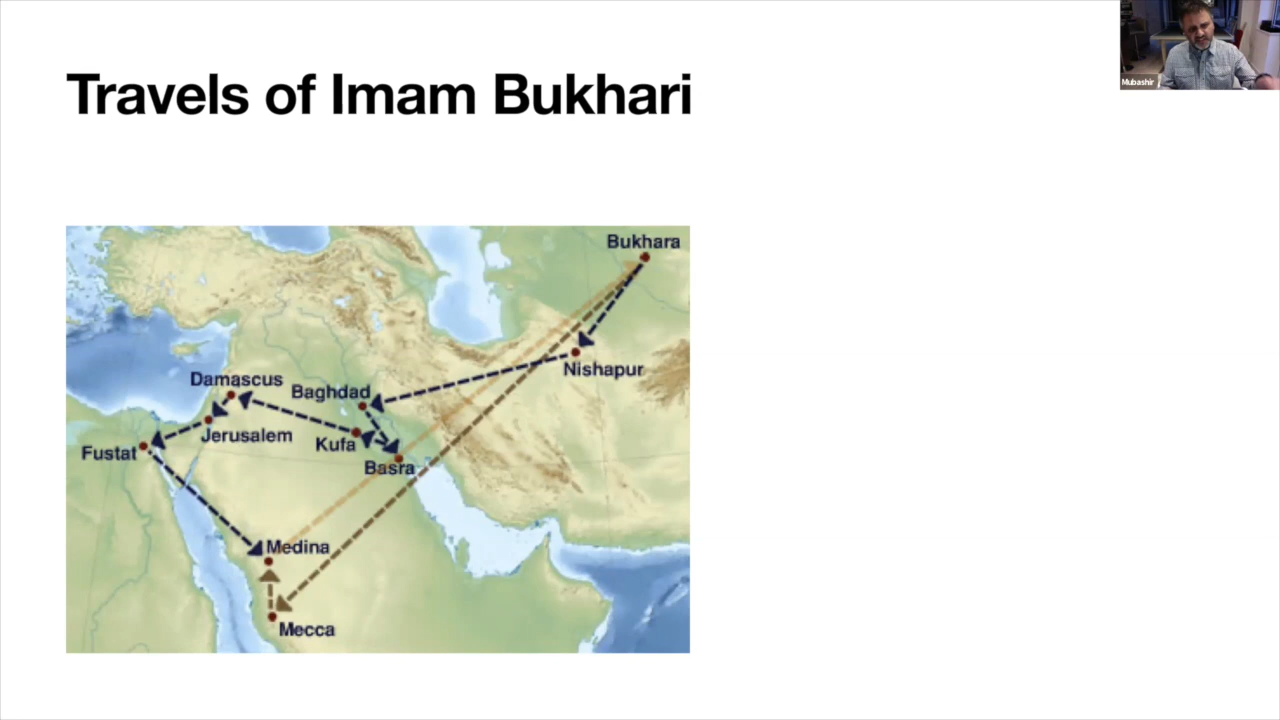 Travels of Imam Bukhari
Mubashir
Bukhara
Nishapur
Damascus
Baghdad
Jerusalem
Kufa
Fustat
Basra
Medina
Mecca